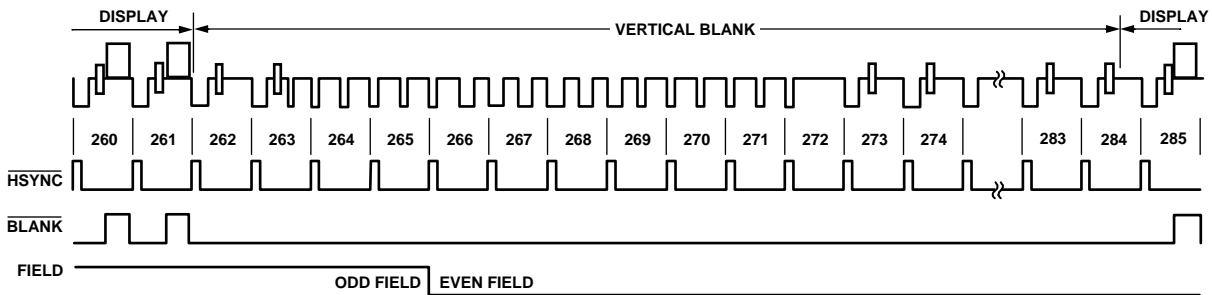 DISPLAY VERTICAL BLANK DISPLAY
260 261 262 263 264 265 266 267 268 269 270 271 272 273 274 283 284 285
HSYNC
BLANK
FIELD ODD FIELD EVEN FIELD